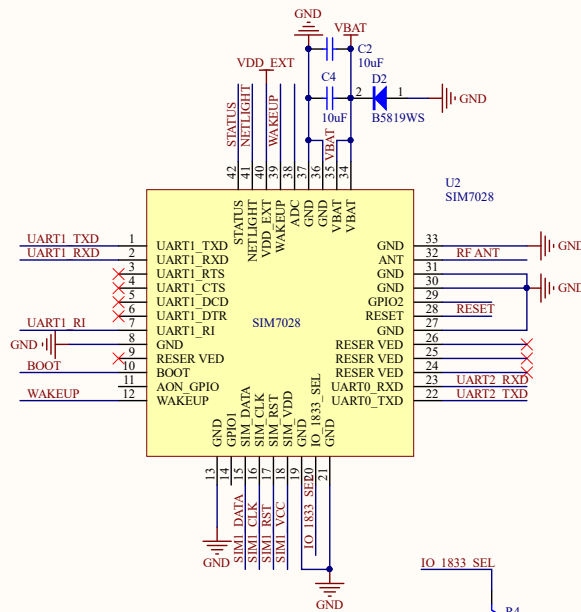 GND
VBAT
C2
10uF
VDD_EXT
C4
10uF
D2
2
1
B5819WS
GND
STATUS
NETLIGHT
WAKEUP
VBAT
42
41
40
39
38
37
36
35
34
U2
SIM7028
STATUS
NETLIGHT
VDD_EXT
WAKEUP
ADC
GND
GND
VBAT
VBAT
UART1_TXD 1 UART1_TXD
UART1_RXD 2 UART1_RXD
3 UART1_RTS
4 UART1_CTS
5 UART1_DCD
6 UART1_DTR
UART1_RI 7 UART1_RI
GND 8 GND
9 RESER VED
BOOT 10 BOOT
11 AON_GPIO
WAKEUP 12 WAKEUP
SIM7028
GND 33 GND
ANT 32 RF ANT
GND 31
GND 30 GND
GPIO2 29
RESET 28 RESET
GND 27
RESER VED 26
RESER VED 25
RESER VED 24
UART0_RXD 23 UART2_RXD
UART0_TXD 22 UART2_TXD
GND
GPIO1
SIM_DATA
SIM_CLK
SIM_RST
SIM_VDD
GND
IO_1833_SEL
GND
13
14
15
16
17
18
19
20
21
SIM1_DATA
SIM1_CLK
SIM1_RST
SIM1_VCC
IO_1833_SEL
GND
GND
IO_1833_SEL
R4